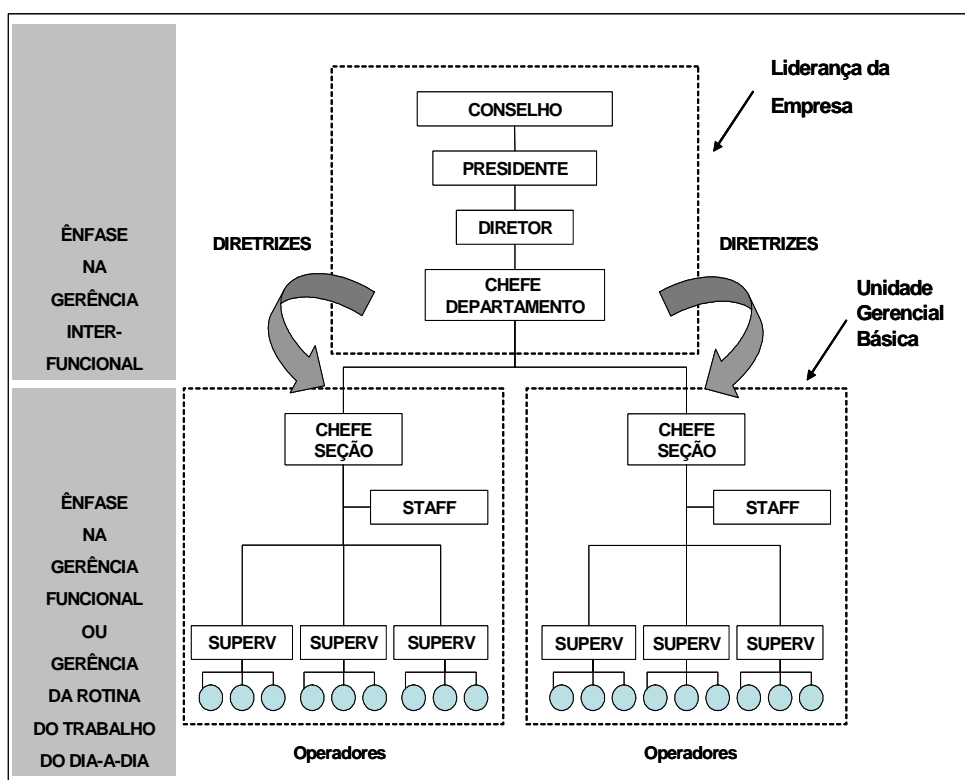 Liderança da
Empresa
CONSELHO
PRESIDENTE
DIRETOR
DIRETRIZES
DIRETRIZES
CHEFE
DEPARTAMENTO
ÊNFASE
NA
GERÊNCIA
INTER-
FUNCIONAL
Unidade
Gerencial
Básica
CHEFE
SEÇÃO
CHEFE
SEÇÃO
STAFF
STAFF
ÊNFASE
NA
GERÊNCIA
FUNCIONAL
OU
GERÊNCIA
DA ROTINA
DO TRABALHO
DO DIA-A-DIA
SUPERV
SUPERV
SUPERV
SUPERV
SUPERV
SUPERV
Operadores
Operadores